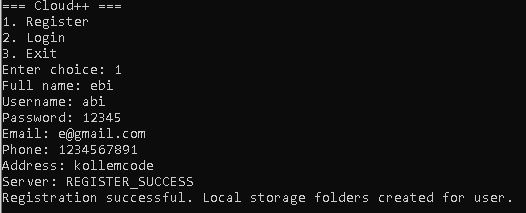 === Cloud++ ===
1. Register
2. Login
3. Exit
Enter choice: 1
Full name: ebi
Username: abi
Password: 12345
Email: e@gmail.com
Phone: 1234567891
Address: kollemcode
Server: REGISTER_SUCCESS
Registration successful. Local storage folders created for user.